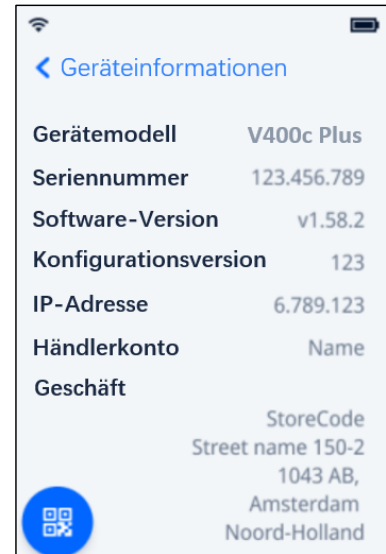 Geräteinformationen
Gerätemodell V400c Plus
Seriennummer 123.456.789
Software-Version v1.58.2
Konfigurationsversion 123
IP-Adresse 6.789.123
Händlerkonto Name
Geschäft
StoreCode
Street name 150-2
1043 AB,
Amsterdam
Noord-Holland